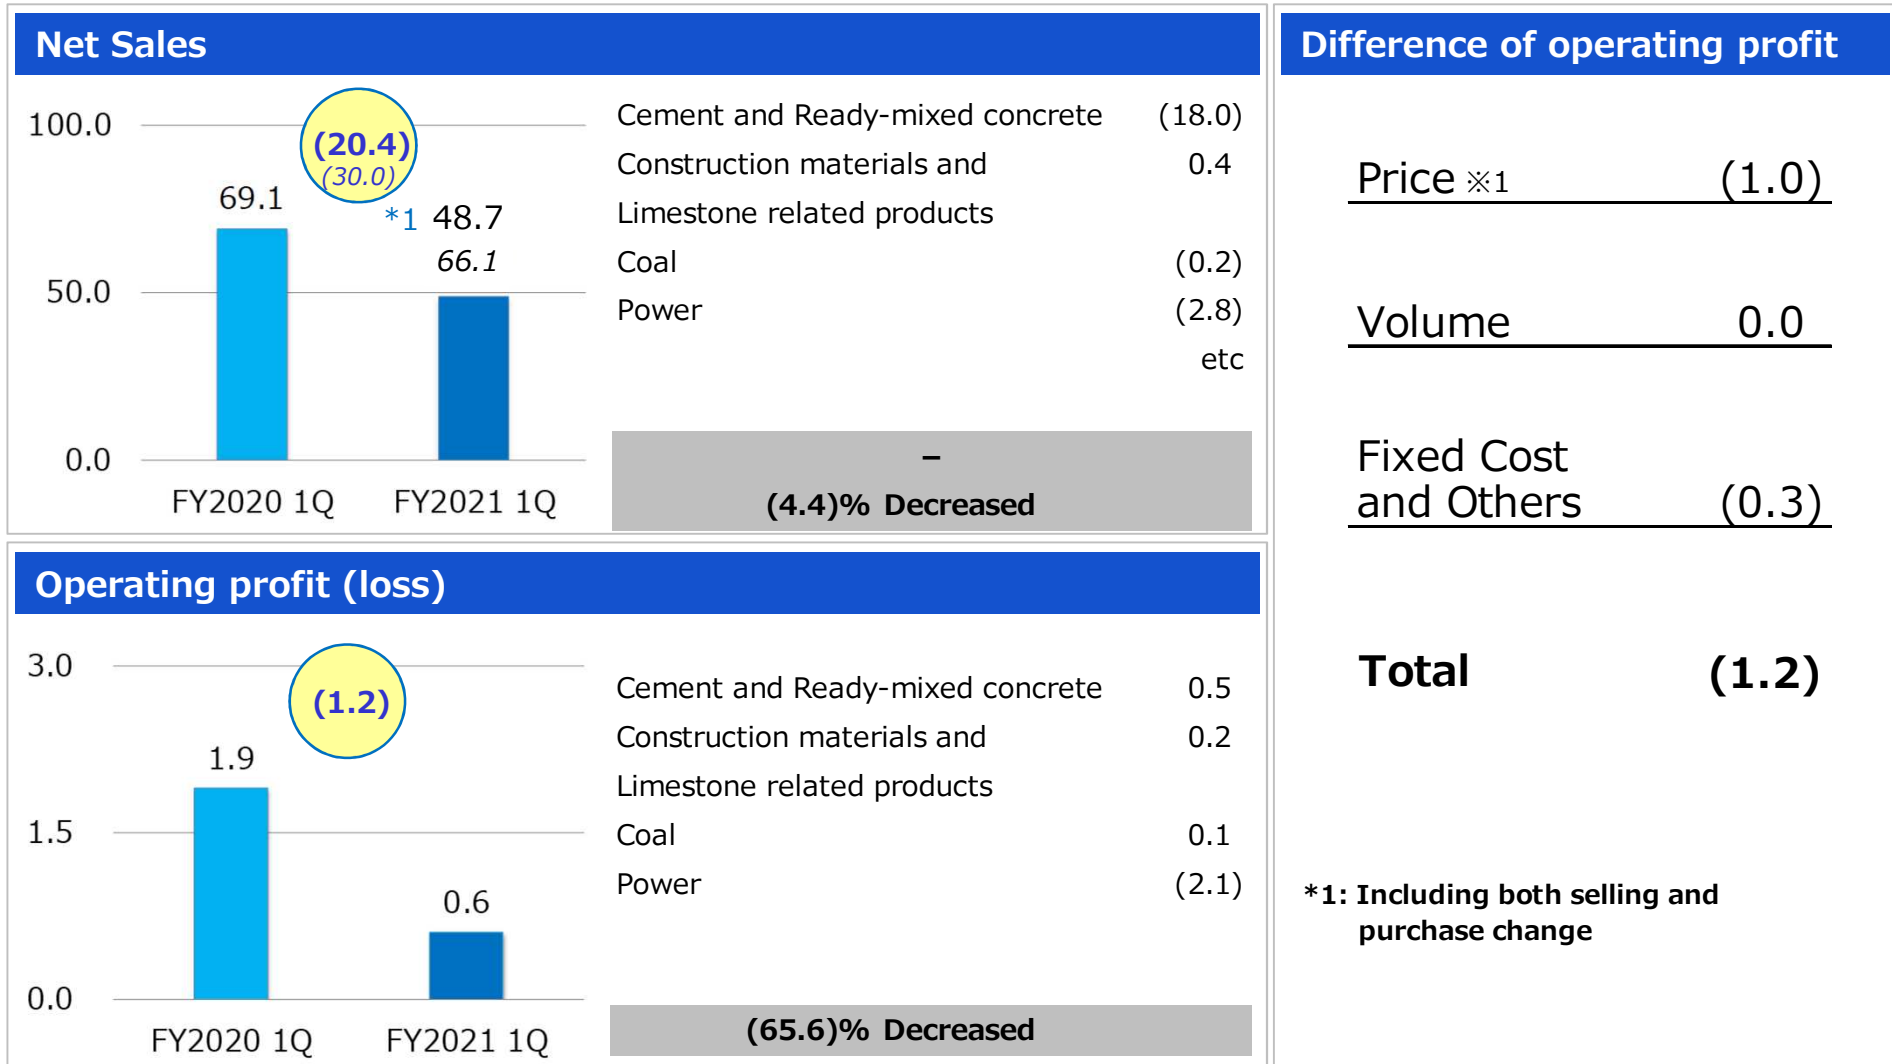 Net Sales
100.0
50.0
0.0
(20.4)
(30.0)
69.1
*1 48.7
66.1
FY2020 1Q FY2021 1Q
Cement and Ready-mixed concrete (18.0)
Construction materials and 0.4
Limestone related products
Coal (0.2)
Power (2.8)
etc
–
(4.4)% Decreased
Operating profit (loss)
3.0
1.5
0.0
(1.2)
1.9
0.6
FY2020 1Q FY2021 1Q
Cement and Ready-mixed concrete 0.5
Construction materials and 0.2
Limestone related products
Coal 0.1
Power (2.1)
(65.6)% Decreased
Difference of operating profit
Price ※1 (1.0)
Volume 0.0
Fixed Cost
and Others (0.3)
Total (1.2)
*1: Including both selling and
purchase change